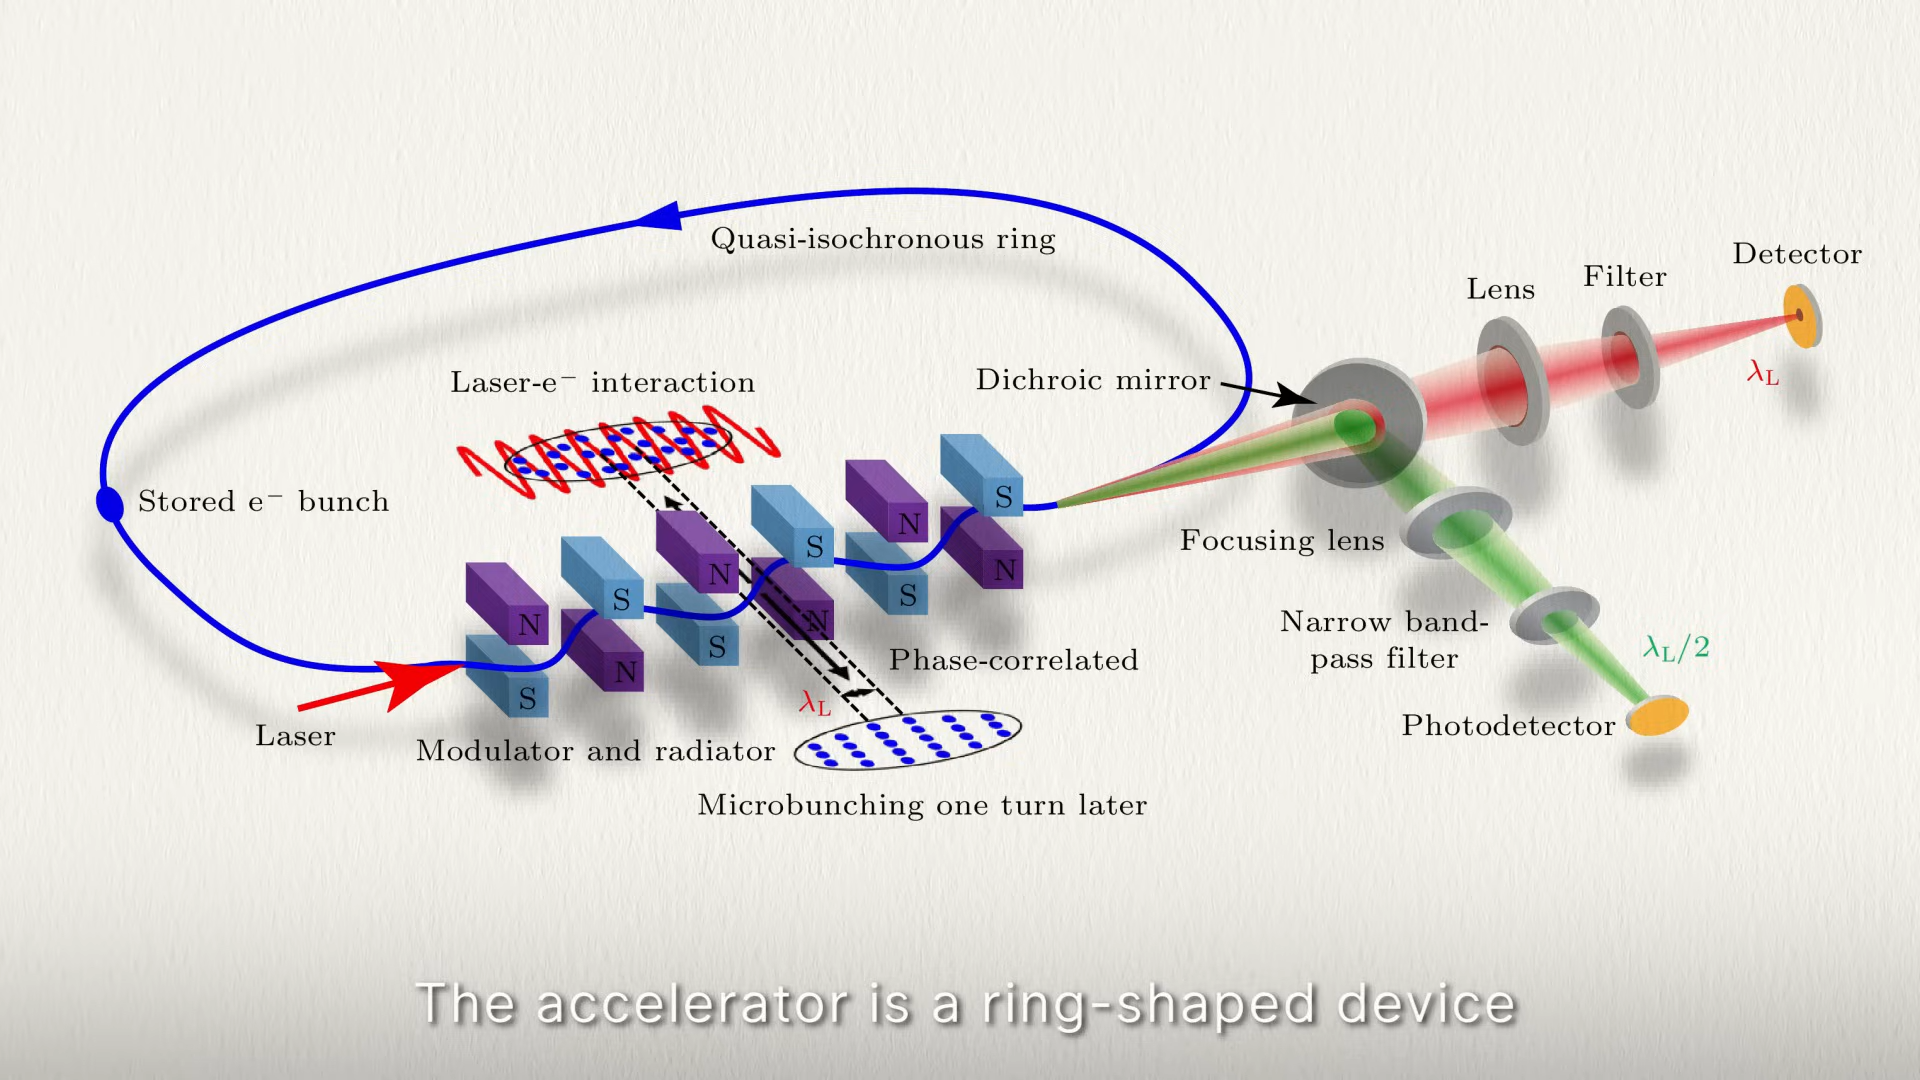 Quasi-isochronous ring
Detector
Filter
Lens
λL
Laser-e⁻ interaction
Dichroic mirror
Stored e⁻ bunch
S
N
S
N
N
S
N
S
S
N
N
S
N
S
Focusing lens
Narrow band-
pass filter
λL/2
Phase-correlated
λL
Laser
Modulator and radiator
Photodetector
Microbunching one turn later
The accelerator is a ring-shaped device